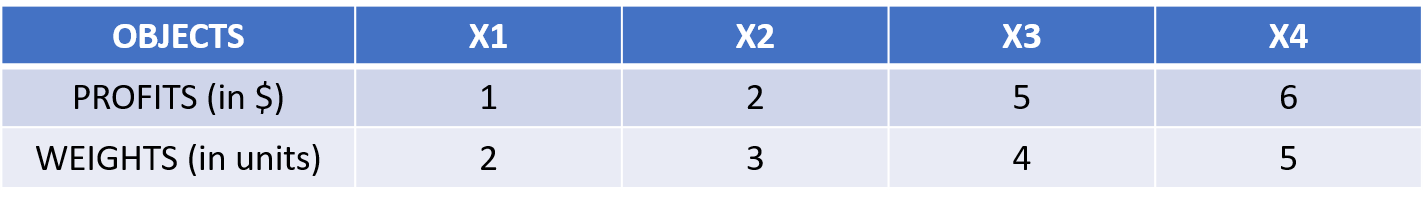 OBJECTS X1 X2 X3 X4
PROFITS (in $) 1 2 5 6
WEIGHTS (in units) 2 3 4 5